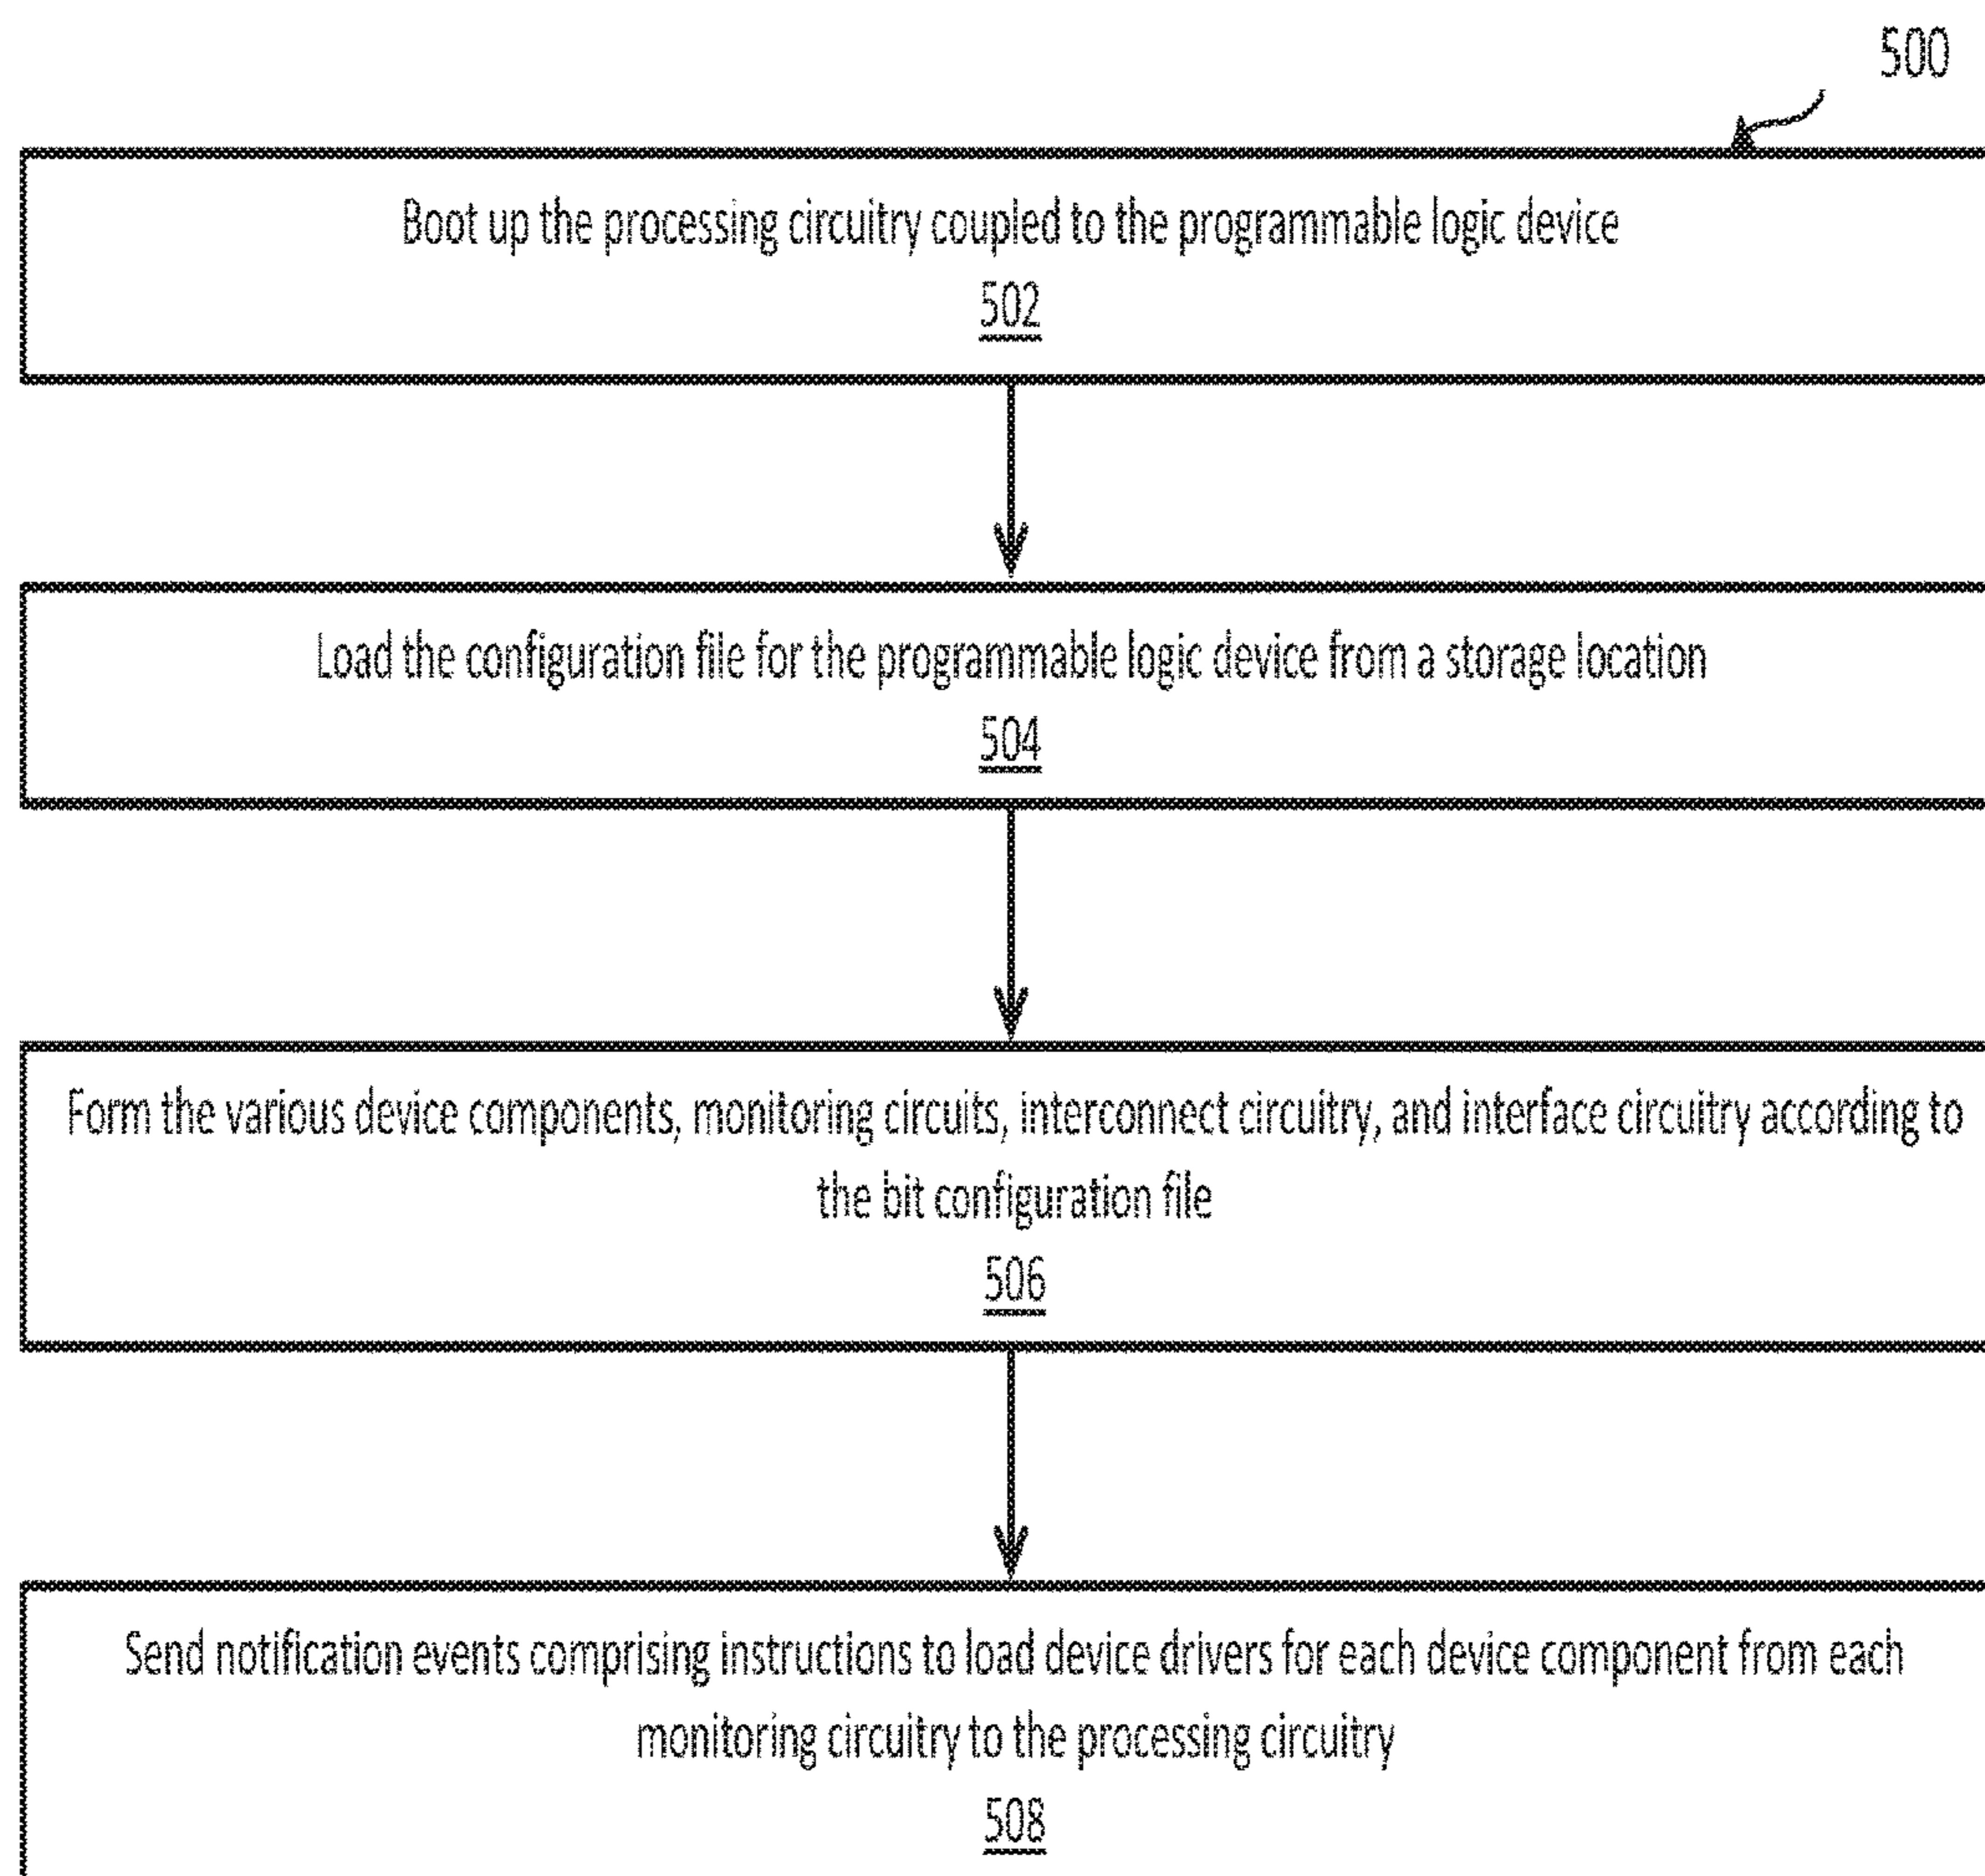 500
Boot up the processing circuitry coupled to the programmable logic device
502
Load the configuration file for the programmable logic device from a storage location
504
Form the various device components, monitoring circuits, interconnect circuitry, and interface circuitry according to
the bit configuration file
506
Send notification events comprising instructions to load device drivers for each device component from each
monitoring circuitry to the processing circuitry
508